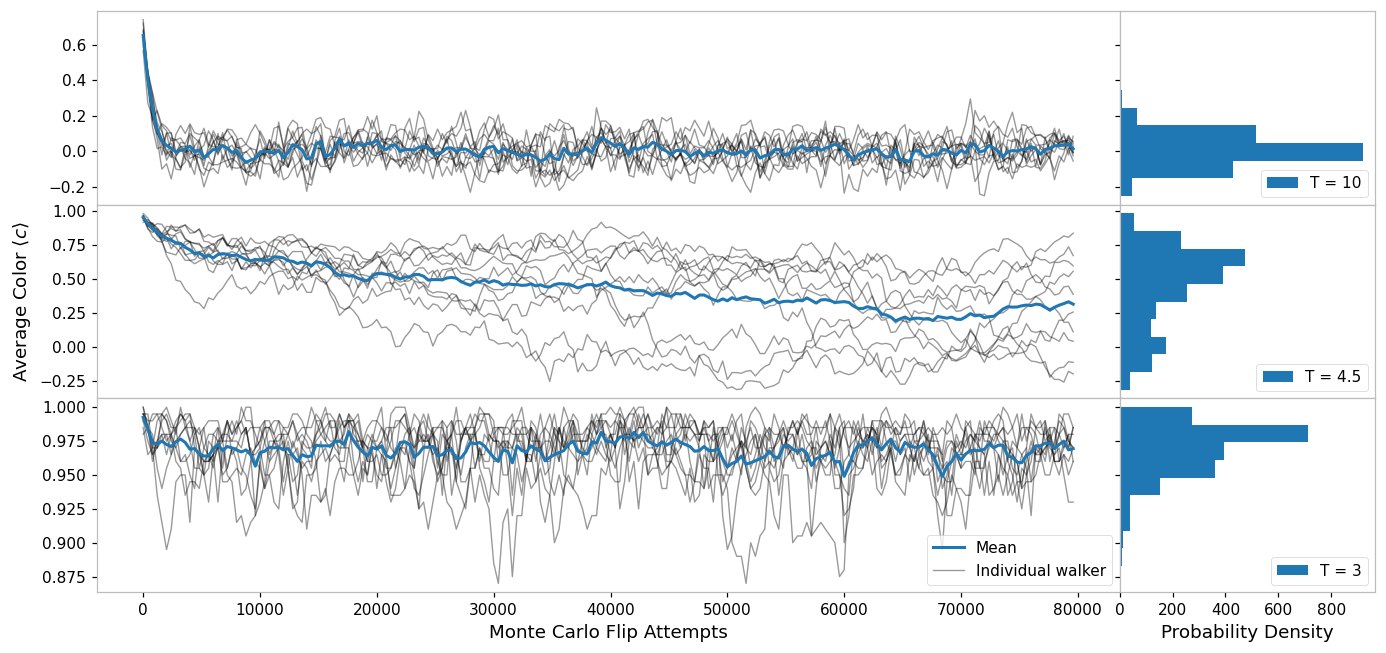 Average Color ⟨c⟩
0.6
0.4
0.2
0.0
−0.2
T = 10
1.00
0.75
0.50
0.25
0.00
−0.25
T = 4.5
1.000
0.975
0.950
0.925
0.900
0.875
Mean
Individual walker
T = 3
0 10000 20000 30000 40000 50000 60000 70000 80000
0 200 400 600 800
Monte Carlo Flip Attempts
Probability Density